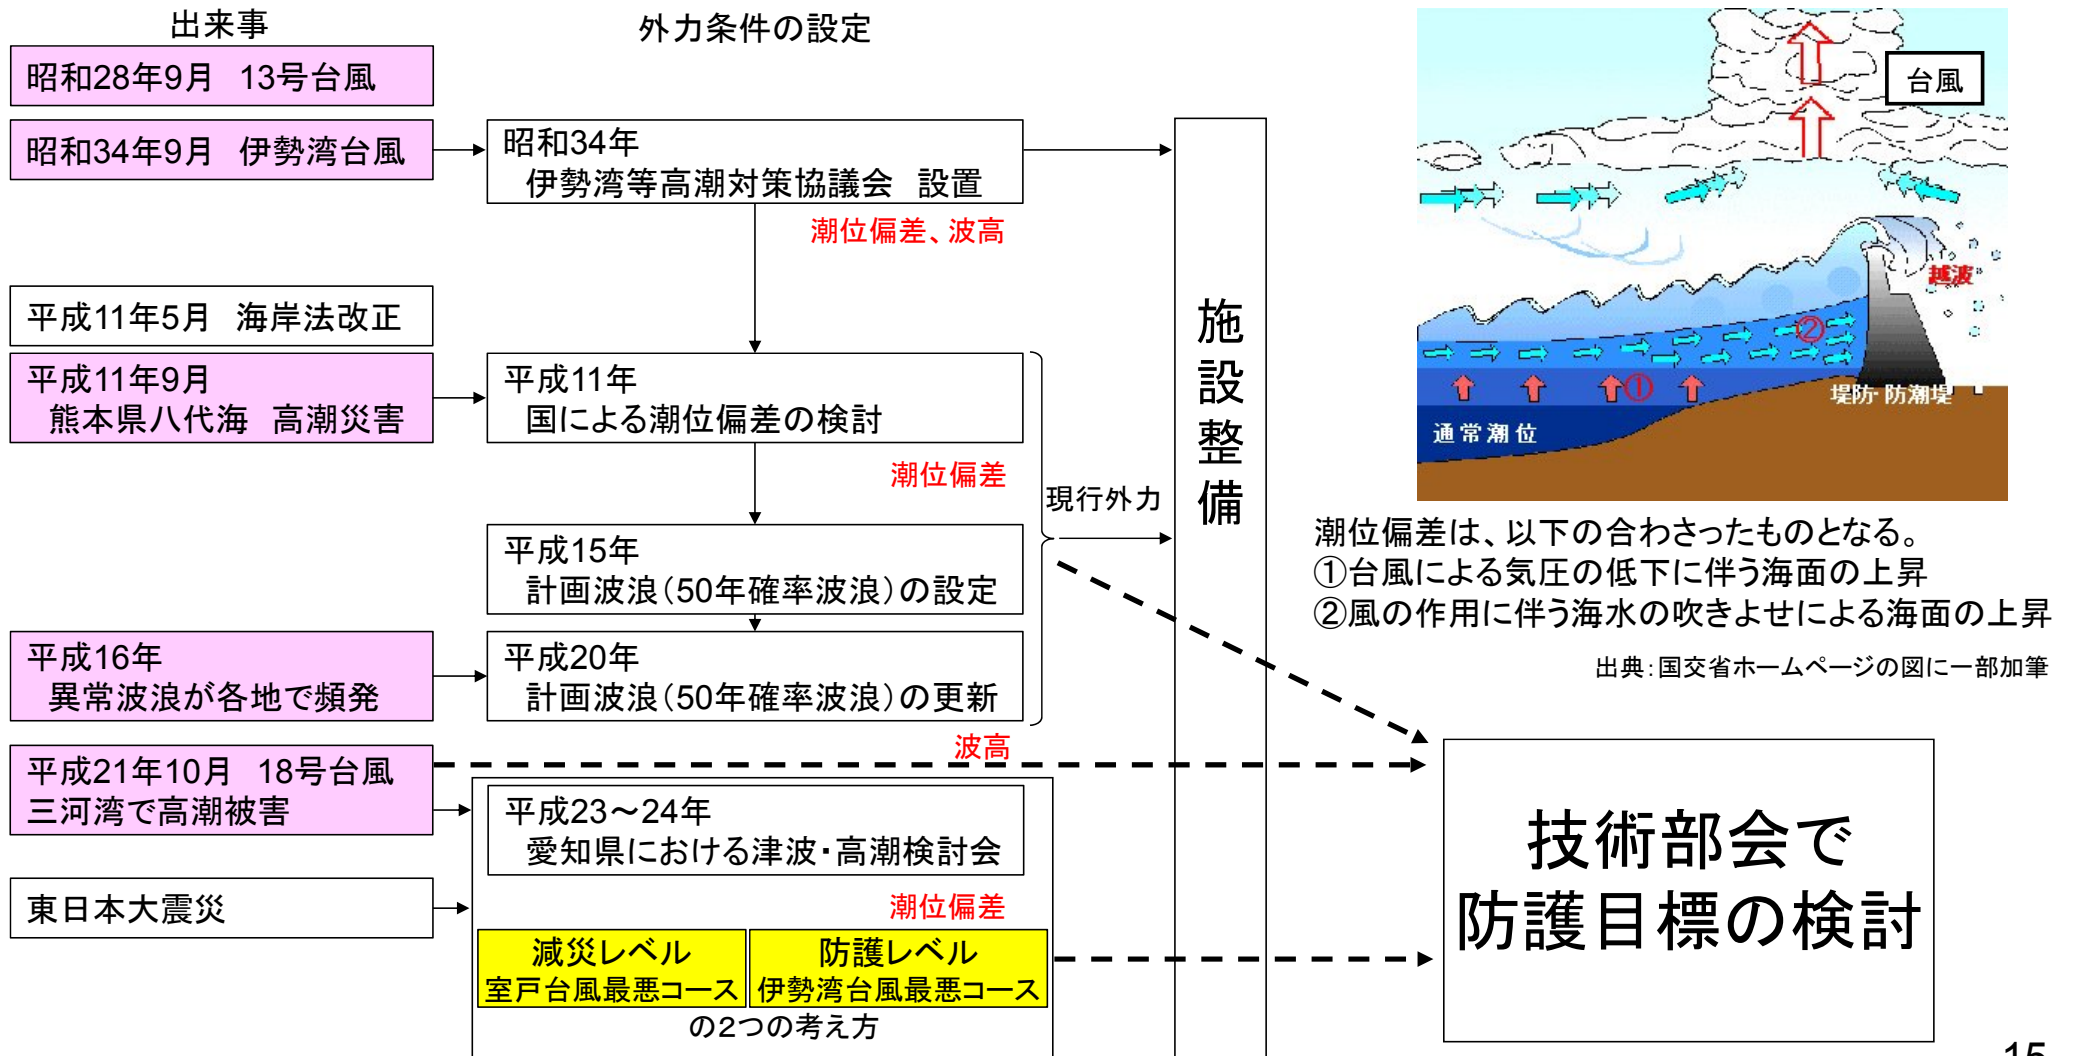 出来事
外力条件の設定
昭和28年9月　13号台風
昭和34年9月　伊勢湾台風
昭和34年
伊勢湾等高潮対策協議会　設置
潮位偏差、波高
平成11年5月　海岸法改正
平成11年9月
熊本県八代海　高潮災害
平成11年
国による潮位偏差の検討
潮位偏差
現行外力
平成15年
計画波浪（50年確率波浪）の設定
平成16年
異常波浪が各地で頻発
平成20年
計画波浪（50年確率波浪）の更新
波高
平成21年10月　18号台風
三河湾で高潮被害
平成23～24年
愛知県における津波・高潮検討会
東日本大震災
潮位偏差
減災レベル
室戸台風最悪コース
防護レベル
伊勢湾台風最悪コース
の2つの考え方
施設整備
台風
越波
②
①
堤防・防潮堤
通常潮位
潮位偏差は、以下の合わさったものとなる。
①台風による気圧の低下に伴う海面の上昇
②風の作用に伴う海水の吹きよせによる海面の上昇
出典：国交省ホームページの図に一部加筆
技術部会で
防護目標の検討
15